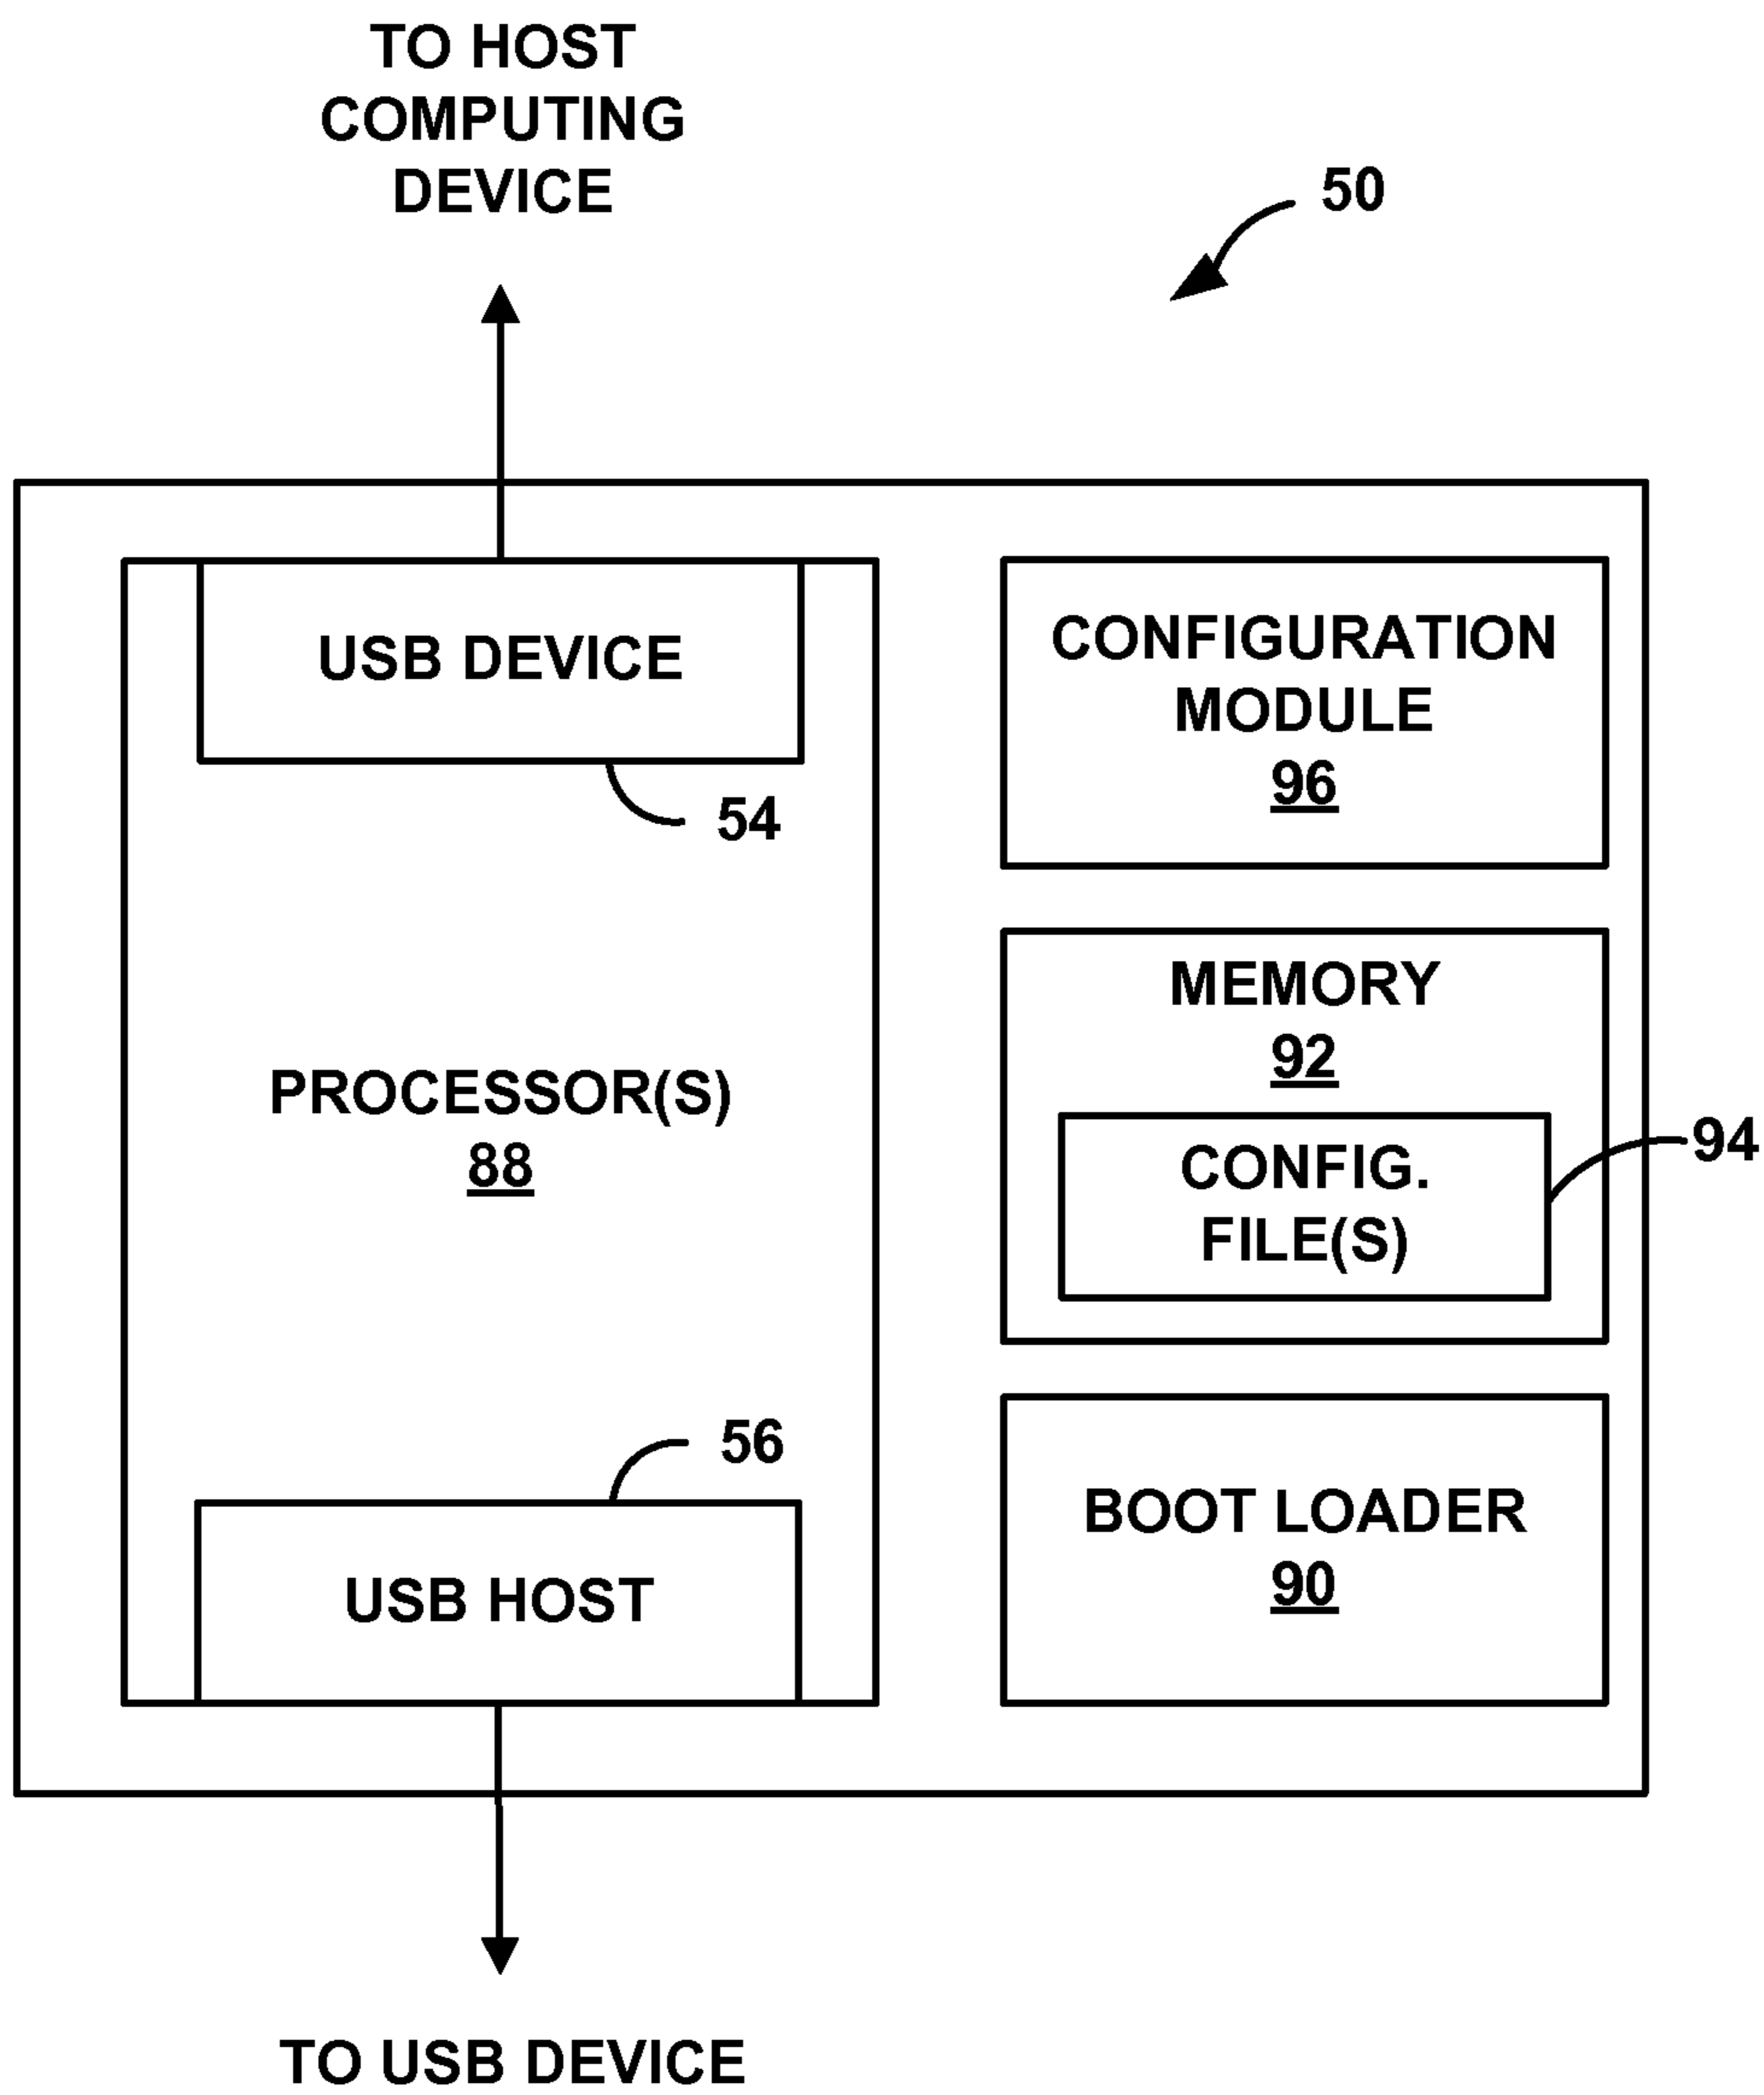 TO HOST
COMPUTING
DEVICE
50
USB DEVICE
54
PROCESSOR(S)
88
56
USB HOST
CONFIGURATION
MODULE
96
MEMORY
92
CONFIG.
FILE(S)
94
BOOT LOADER
90
TO USB DEVICE